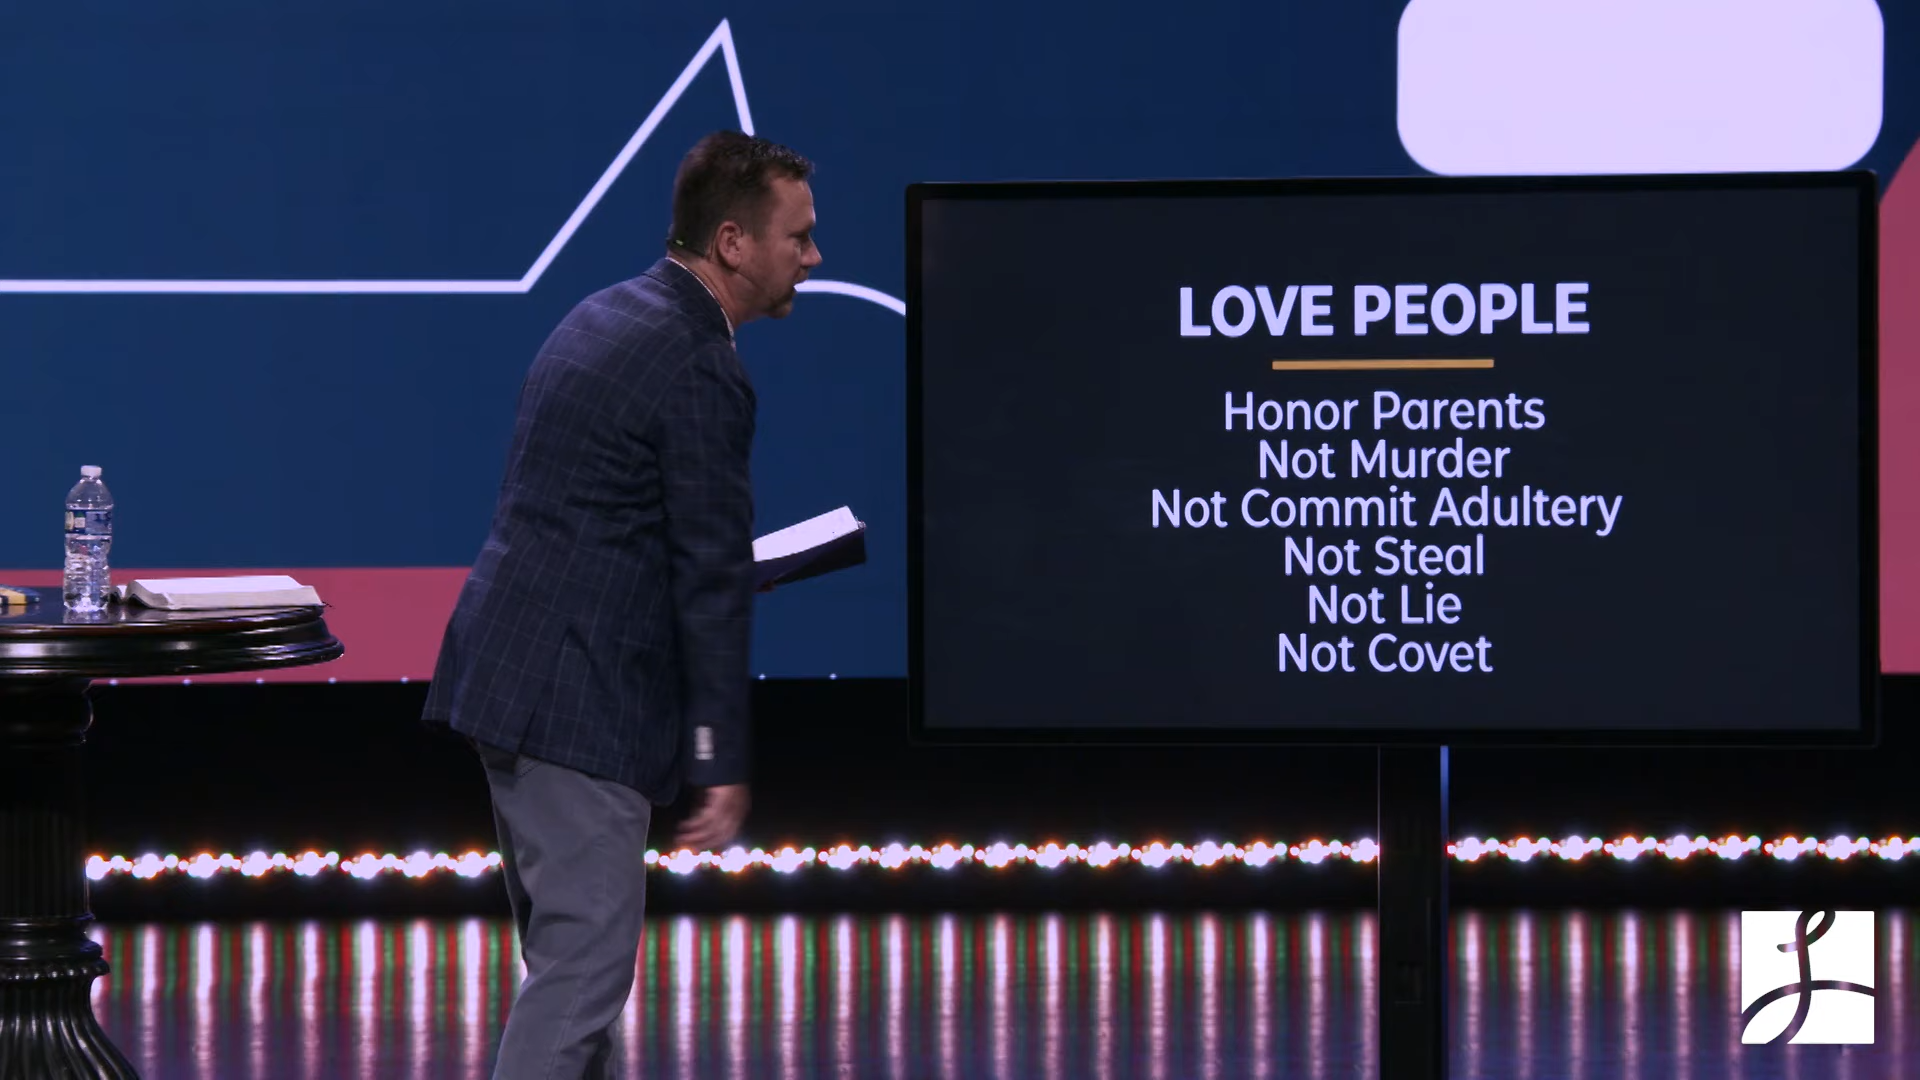 LOVE PEOPLE
Honor Parents
Not Murder
Not Commit Adultery
Not Steal
Not Lie
Not Covet